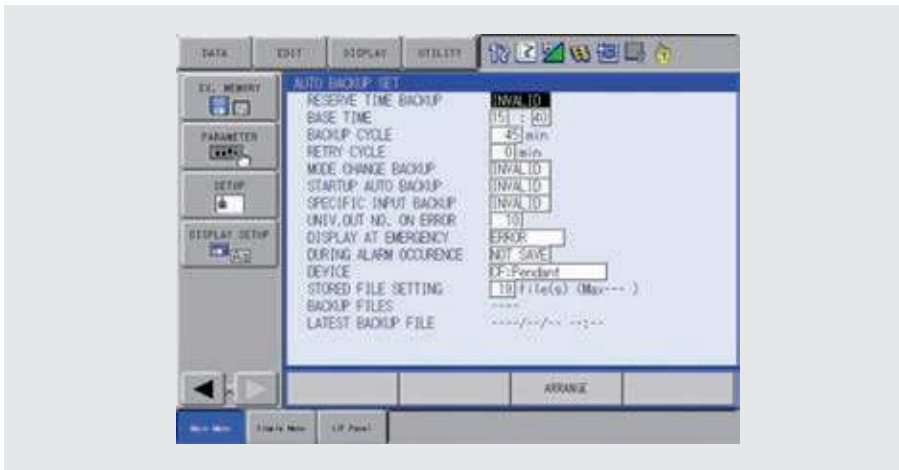 DATA EDIT DISPLAY UTILITY
EX. MEMORY
PARAMETER
SETUP
DISPLAY SETUP
AUTO BACKUP SET
RESERVE TIME BACKUP INVALID
BASE TIME 15 : 40
BACKUP CYCLE 45 min
RETRY CYCLE 0 min
MODE CHANGE BACKUP INVALID
STARTUP AUTO BACKUP INVALID
SPECIFIC INPUT BACKUP INVALID
UNIV.OUT NO. ON ERROR 10
DISPLAY AT EMERGENCY ERROR
DURING ALARM OCCURENCE NOT SAVE
DEVICE CF:Pendant
STORED FILE SETTING file(s) (Max--- )
BACKUP FILES ----
LATEST BACKUP FILE ----/--/-- --:--
ARRANGE
Main Menu Simple Menu Panel